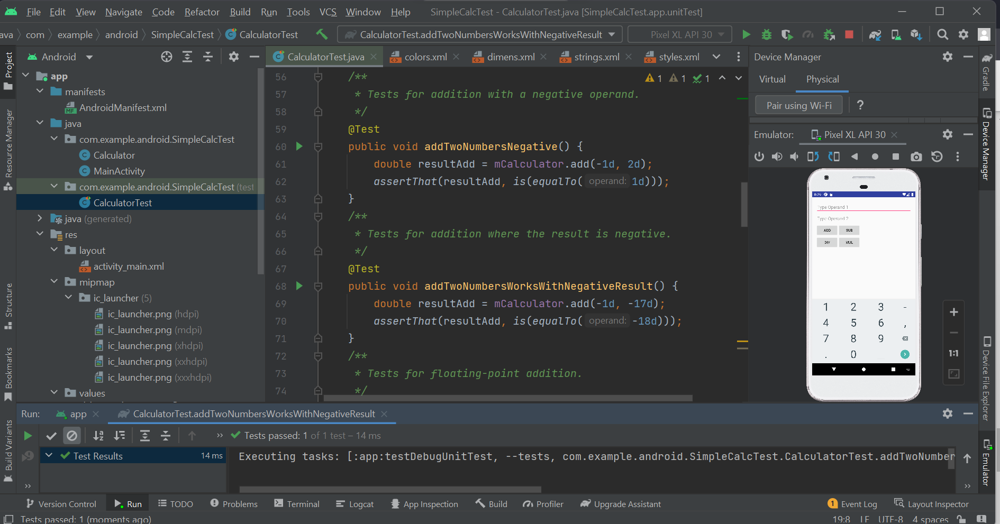 File Edit View Navigate Code Refactor Build Run Tools VCS Window Help SimpleCalcTest - CalculatorTest.java [SimpleCalcTest.app.unitTest]
ava com example android SimpleCalcTest CalculatorTest CalculatorTest.addTwoNumbersWorksWithNegativeResult Pixel XL API 30
Project
Resource Manager
Structure
Bookmarks
Build Variants
Android
app
manifests
AndroidManifest.xml
java
com.example.android.SimpleCalcTest
Calculator
MainActivity
com.example.android.SimpleCalcTest (test
CalculatorTest
java (generated)
res
layout
activity_main.xml
mipmap
ic_launcher (5)
ic_launcher.png (hdpi)
ic_launcher.png (mdpi)
ic_launcher.png (xhdpi)
ic_launcher.png (xxhdpi)
ic_launcher.png (xxxhdpi)
values
CalculatorTest.java colors.xml dimens.xml strings.xml styles.xml
1 1 1
56 /**
57 * Tests for addition with a negative operand.
58 */
59 @Test
60 public void addTwoNumbersNegative() {
61 double resultAdd = mCalculator.add(-1d, 2d);
62 assertThat(resultAdd, is(equalTo( operand: 1d)));
63 }
64 /**
65 * Tests for addition where the result is negative.
66 */
67 @Test
68 public void addTwoNumbersWorksWithNegativeResult() {
69 double resultAdd = mCalculator.add(-1d, -17d);
70 assertThat(resultAdd, is(equalTo( operand: -18d)));
71 }
72 /**
73 * Tests for floating-point addition.
74 */
Device Manager
Virtual Physical
Pair using Wi-Fi ?
Emulator: Pixel XL API 30
8:29
Type Operand 1
Type Operand 2
ADD SUB
DIV MUL
1 2 3 -
4 5 6 ,
7 8 9
. 0
+
−
1:1
Gradle
Device Manager
Device File Explorer
Emulator
Run: app CalculatorTest.addTwoNumbersWorksWithNegativeResult
» Tests passed: 1 of 1 test – 14 ms
Test Results 14 ms
Executing tasks: [:app:testDebugUnitTest, --tests, com.example.android.SimpleCalcTest.CalculatorTest.addTwoNumber
» »
Version Control Run TODO Problems Terminal Logcat App Inspection Build Profiler Upgrade Assistant 1 Event Log Layout Inspector
Tests passed: 1 (moments ago) 19:8 LF UTF-8 4 spaces